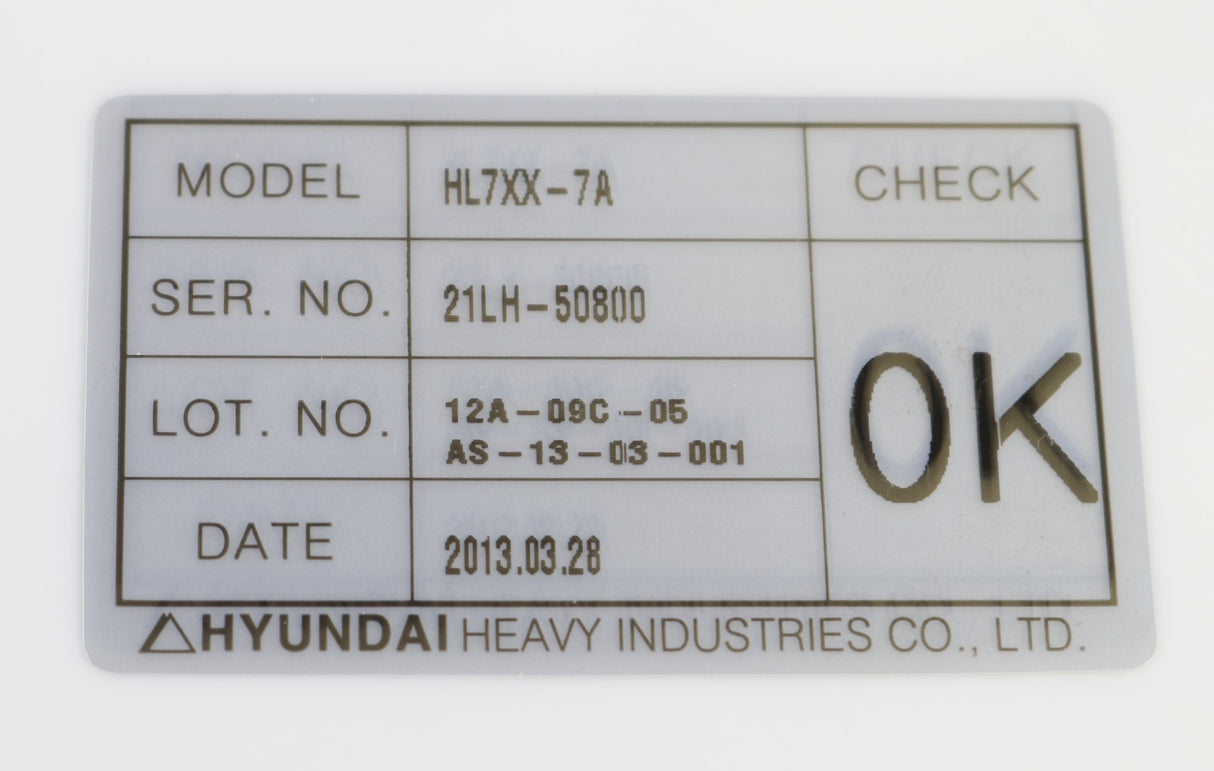 MODEL HL7XX-7A CHECK
SER. NO. 21LH-50800
LOT. NO. 12A-09C-05
AS-13-03-001
OK
DATE 2013.03.28
HYUNDAI HEAVY INDUSTRIES CO., LTD.